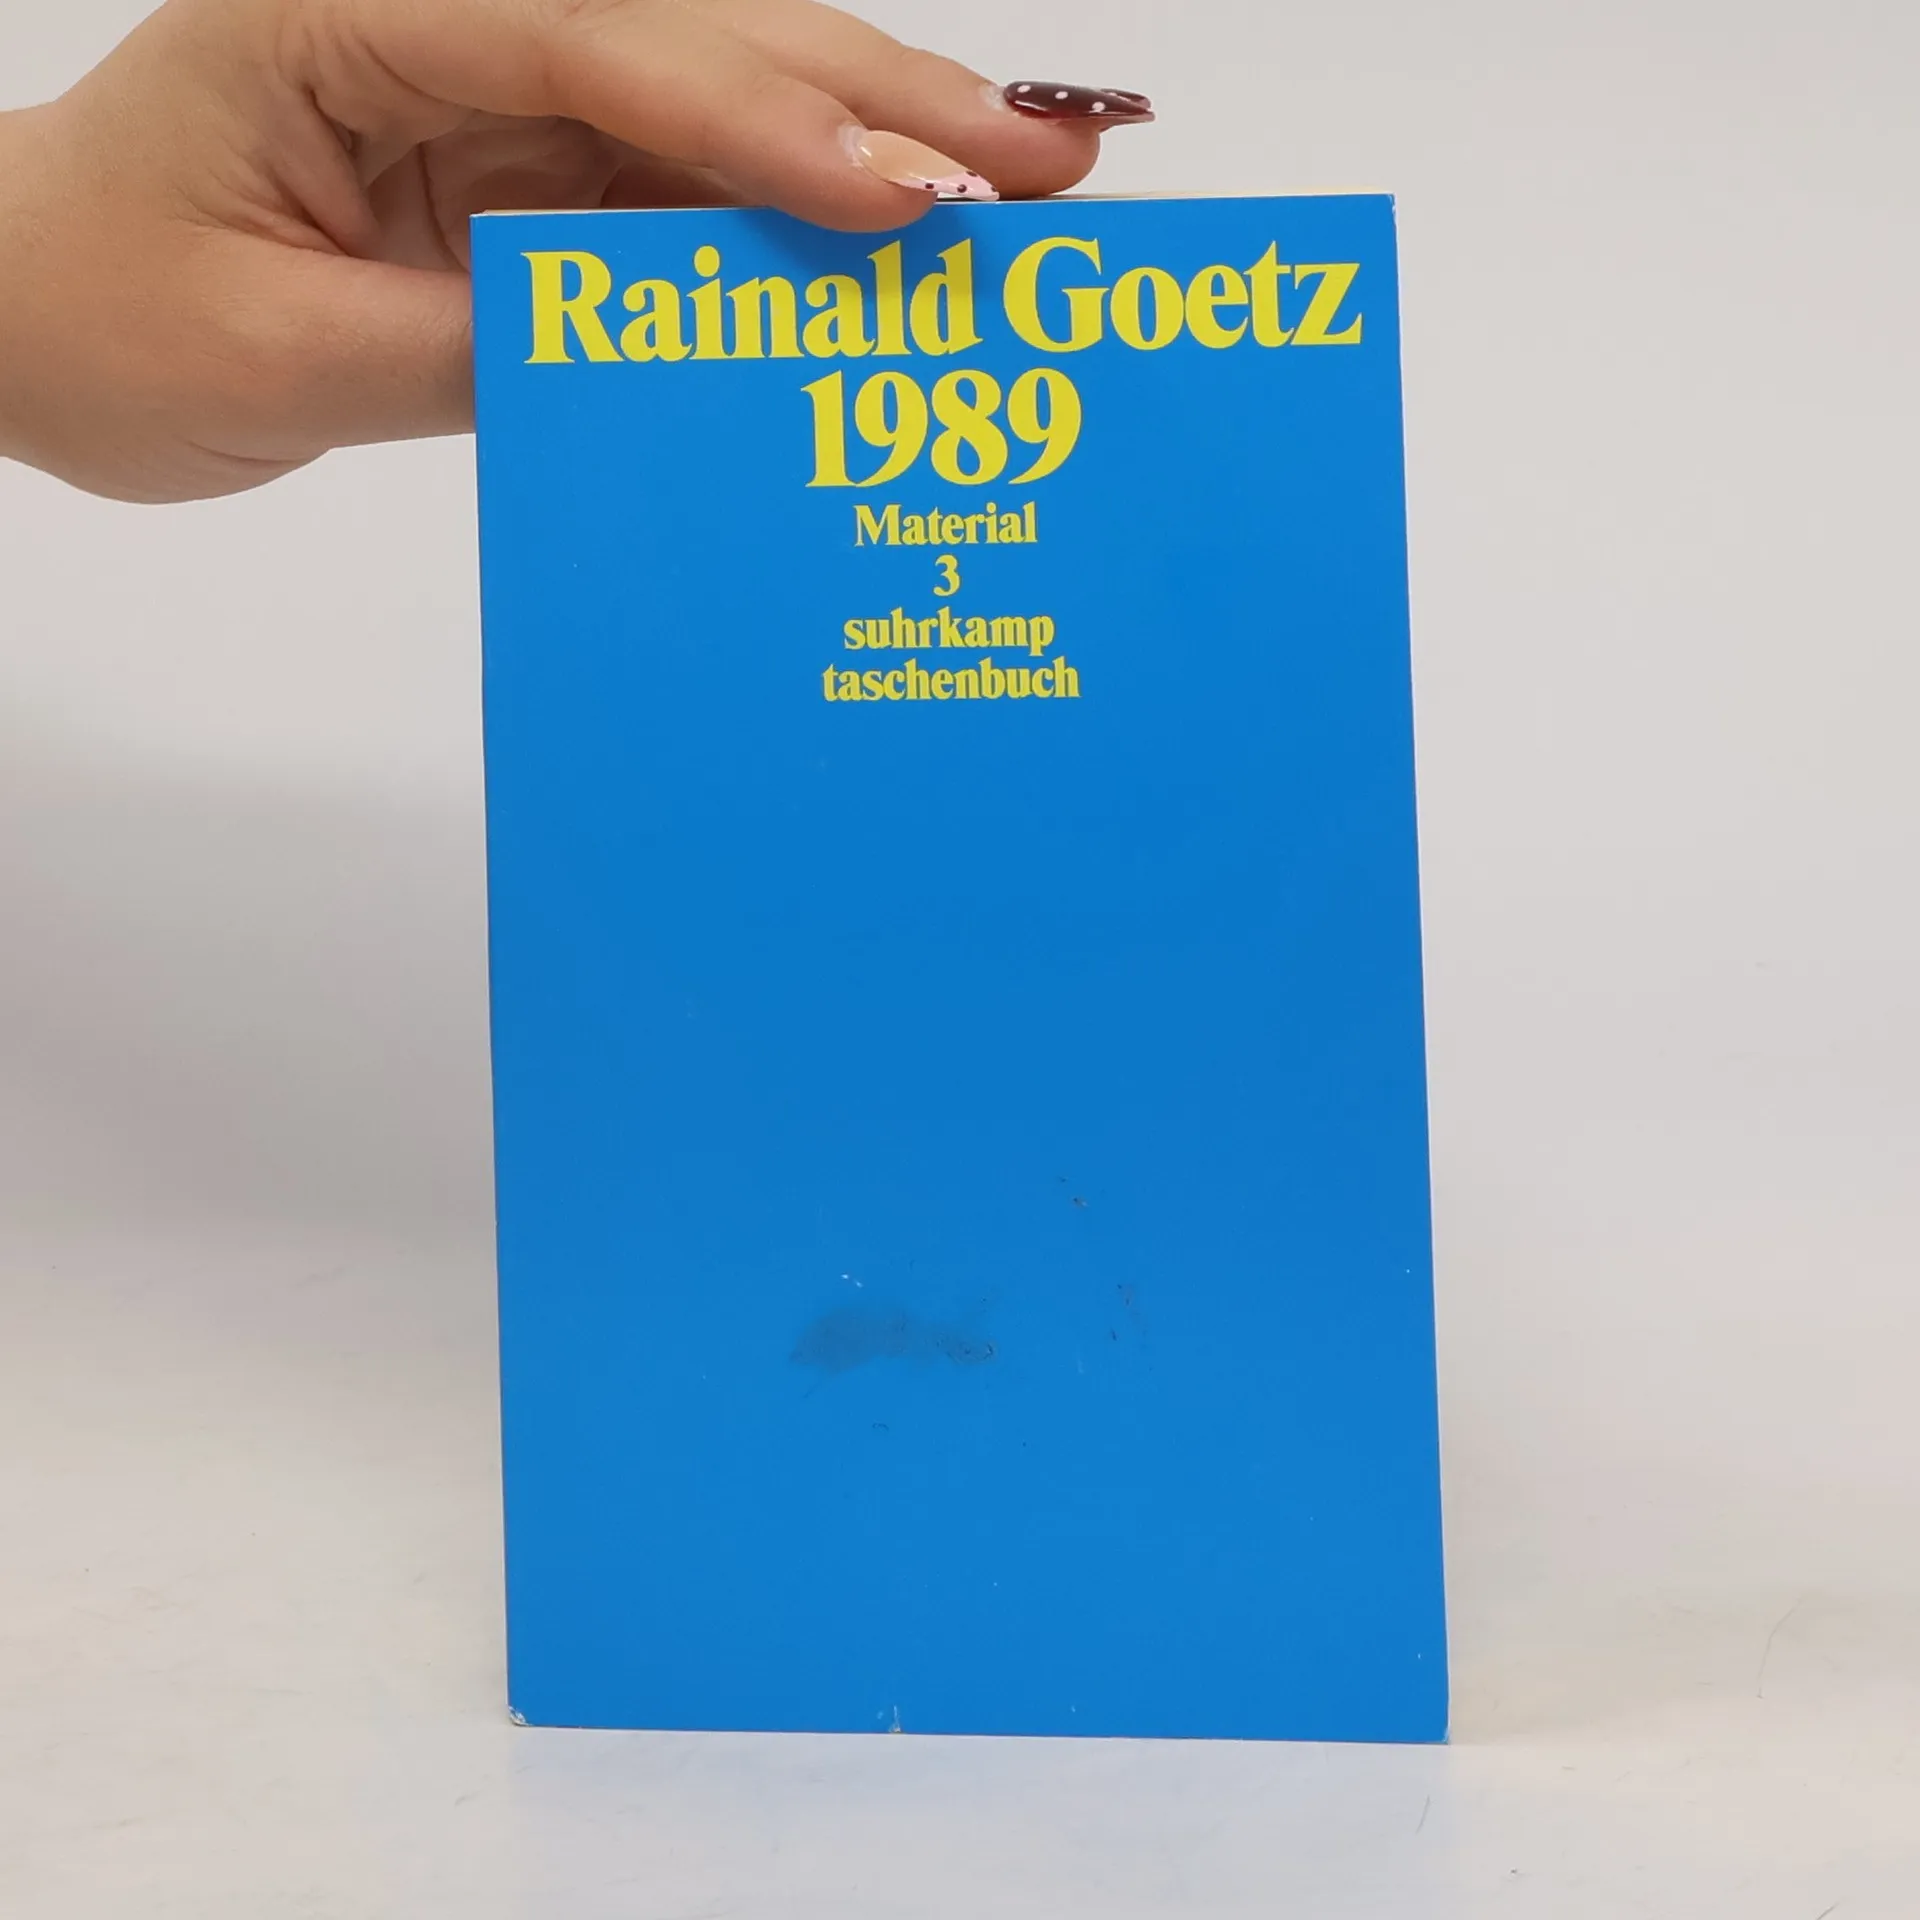 Rainald Goetz
1989
Material
3
suhrkamp
taschenbuch